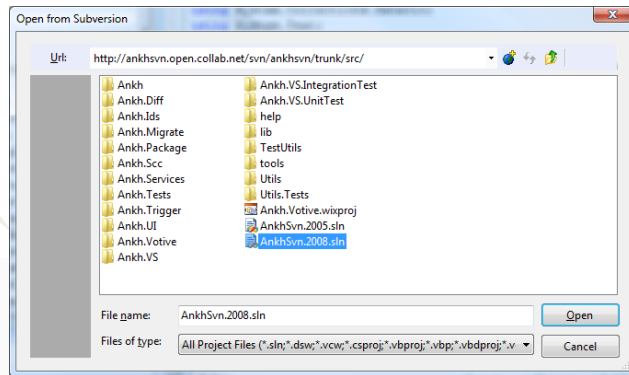 Open from Subversion
Url: http://ankhsvn.open.collab.net/svn/ankhsvn/trunk/src/
Ankh
Ankh.Diff
Ankh.Ids
Ankh.Migrate
Ankh.Package
Ankh.Scc
Ankh.Services
Ankh.Tests
Ankh.Trigger
Ankh.UI
Ankh.Votive
Ankh.VS
Ankh.VS.IntegrationTest
Ankh.VS.UnitTest
help
lib
TestUtils
tools
Utils
Utils.Tests
Ankh.Votive.wixproj
AnkhSvn.2005.sln
AnkhSvn.2008.sln
File name: AnkhSvn.2008.sln Open
Files of type: All Project Files (*.sln;*.dsw;*.vcw;*.csproj;*.vbproj;*.vbp;*.vbdproj;*.v Cancel